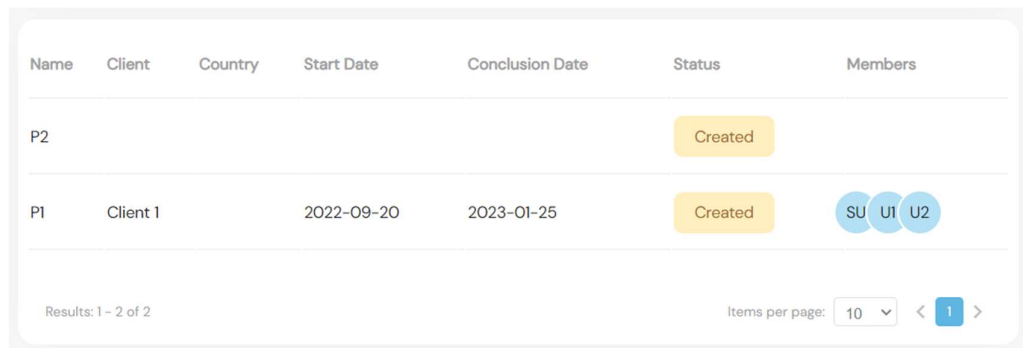 Name Client Country Start Date Conclusion Date Status Members
P2 Created
P1 Client 1 2022-09-20 2023-01-25 Created SU U1 U2
Results: 1 - 2 of 2 Items per page: 10 1